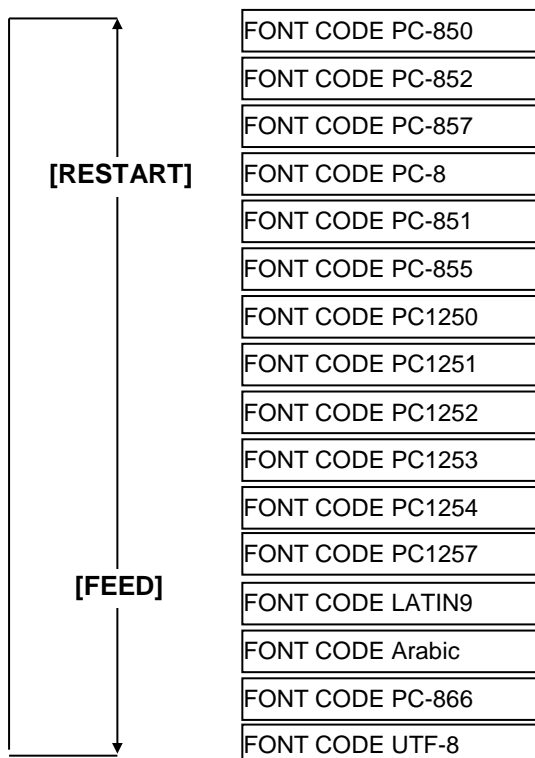 FONT CODE PC-850
FONT CODE PC-852
FONT CODE PC-857
[RESTART]
FONT CODE PC-8
FONT CODE PC-851
FONT CODE PC-855
FONT CODE PC1250
FONT CODE PC1251
FONT CODE PC1252
FONT CODE PC1253
FONT CODE PC1254
FONT CODE PC1257
[FEED]
FONT CODE LATIN9
FONT CODE Arabic
FONT CODE PC-866
FONT CODE UTF-8